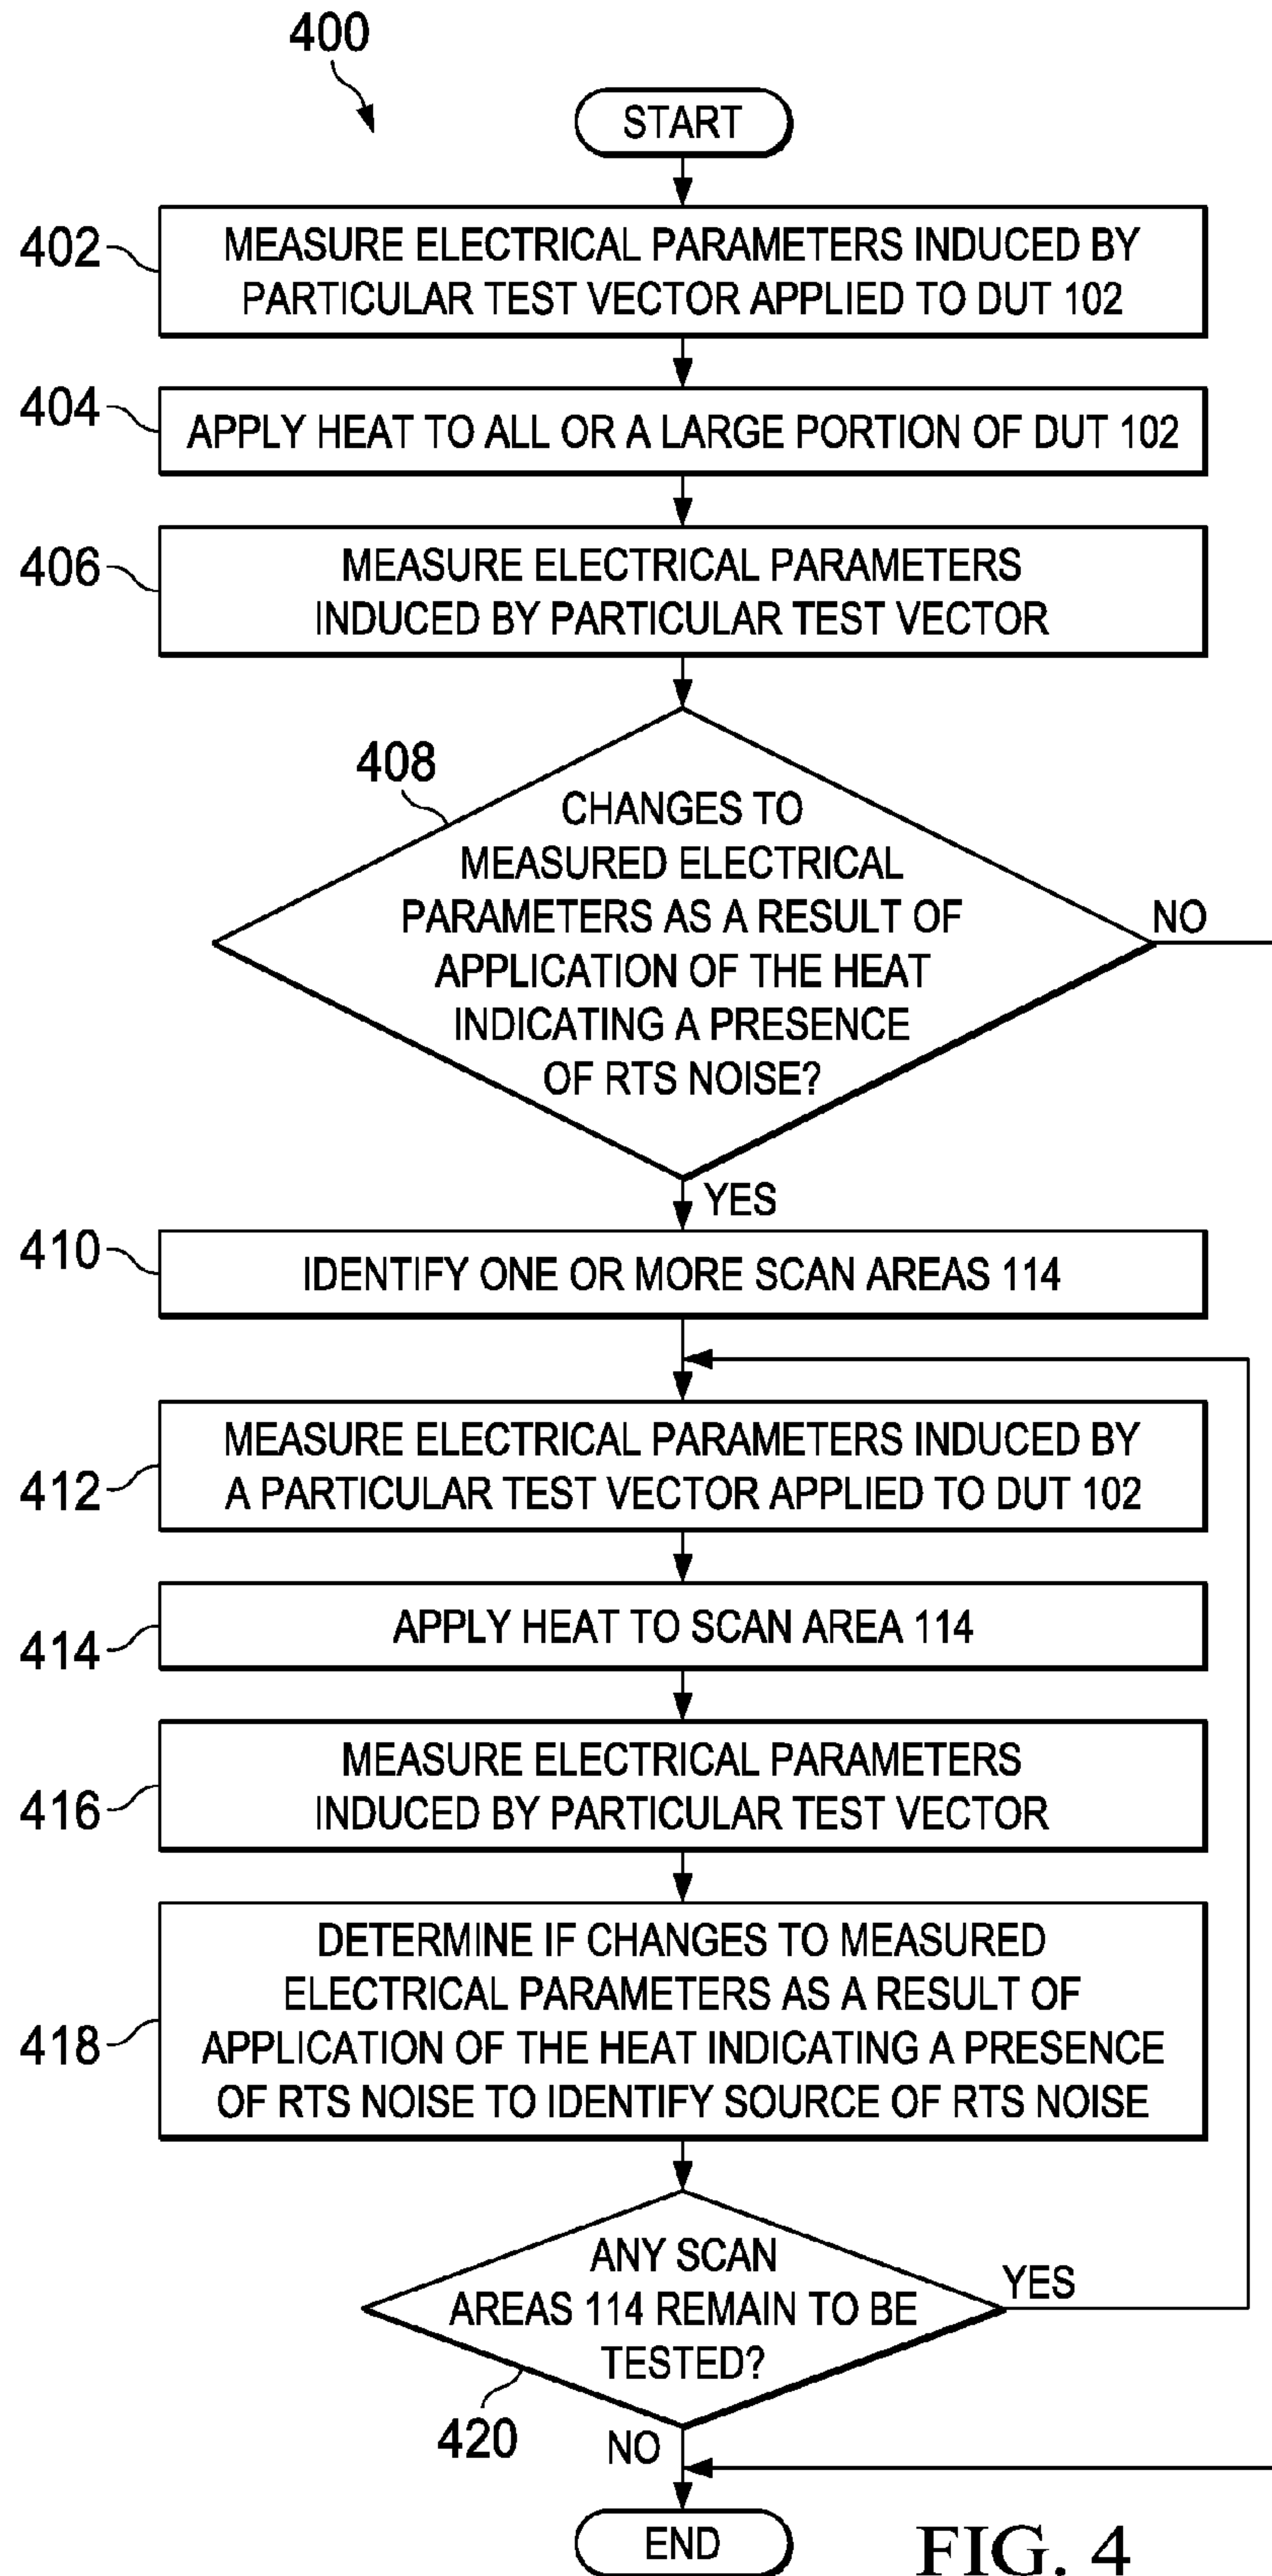 400
START
402
MEASURE ELECTRICAL PARAMETERS INDUCED BY
PARTICULAR TEST VECTOR APPLIED TO DUT 102
404
APPLY HEAT TO ALL OR A LARGE PORTION OF DUT 102
406
MEASURE ELECTRICAL PARAMETERS
INDUCED BY PARTICULAR TEST VECTOR
408
CHANGES TO
MEASURED ELECTRICAL
PARAMETERS AS A RESULT OF
APPLICATION OF THE HEAT
INDICATING A PRESENCE
OF RTS NOISE?
NO
YES
410
IDENTIFY ONE OR MORE SCAN AREAS 114
412
MEASURE ELECTRICAL PARAMETERS INDUCED BY
A PARTICULAR TEST VECTOR APPLIED TO DUT 102
414
APPLY HEAT TO SCAN AREA 114
416
MEASURE ELECTRICAL PARAMETERS
INDUCED BY PARTICULAR TEST VECTOR
418
DETERMINE IF CHANGES TO MEASURED
ELECTRICAL PARAMETERS AS A RESULT OF
APPLICATION OF THE HEAT INDICATING A PRESENCE
OF RTS NOISE TO IDENTIFY SOURCE OF RTS NOISE
ANY SCAN
AREAS 114 REMAIN TO BE
TESTED?
YES
420
NO
END
FIG. 4